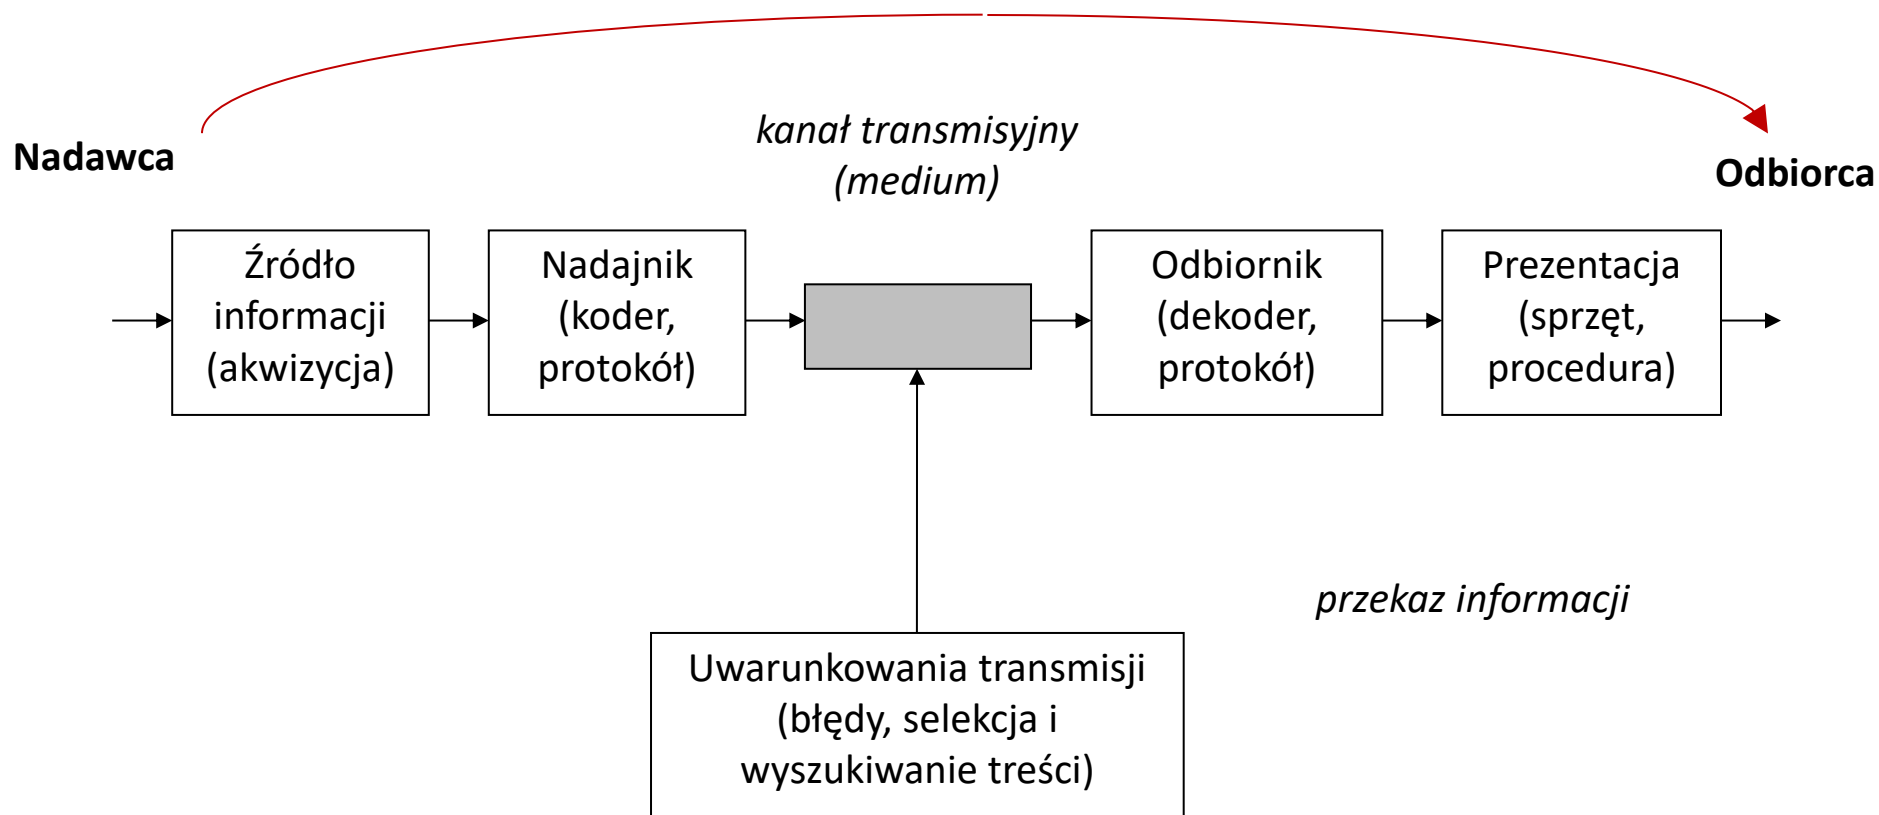 kanał transmisyjny
(medium)
Nadawca
Odbiorca
Źródło
informacji
(akwizycja)
Nadajnik
(koder,
protokół)
Odbiornik
(dekoder,
protokół)
Prezentacja
(sprzęt,
procedura)
przekaz informacji
Uwarunkowania transmisji
(błędy, selekcja i
wyszukiwanie treści)